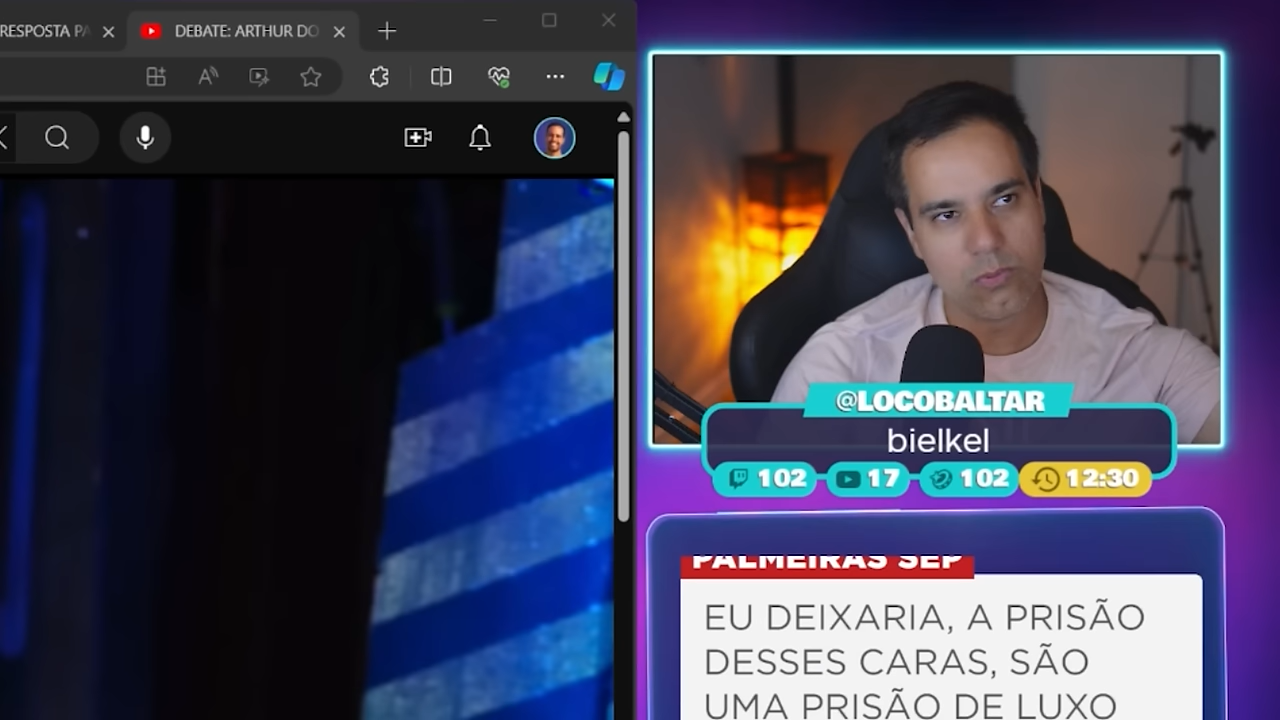 RESPOSTA PA
DEBATE: ARTHUR DO
@LOCOBALTAR
bielkel
102
17
102
12:30
PALMEIRAS SEP
EU DEIXARIA, A PRISÃO
DESSES CARAS, SÃO
UMA PRISÃO DE LUXO